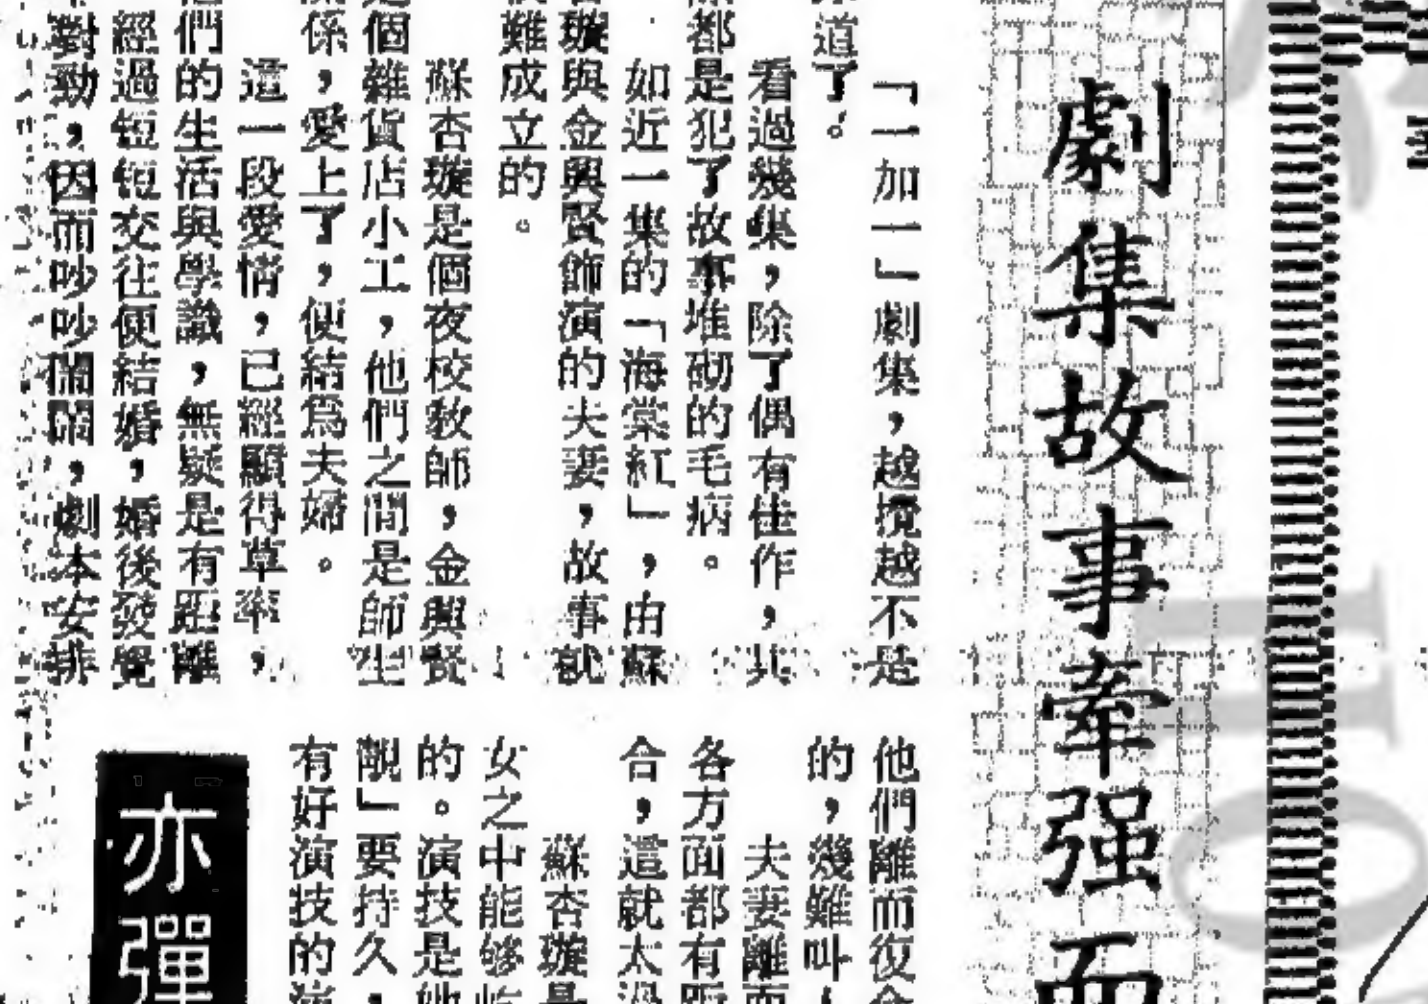 劇集故事牽强而
「一加一」劇集，越攪越不是
道了。
看過幾集，除了偶有佳作，其
都是犯了故事堆砌的毛病。
如近一集的「海棠紅」，由蘇
璇與金興賢飾演的夫妻，故事就
難成立的。
蘇杏璇是個夜校教師，金興賢
個雜貨店小工，他們之間是師生
係，愛上了，便結爲夫婦。
這一段愛情，已經顯得草率，
們的生活與學識，無疑是有距離
經過短短交往便結婚，婚後發覺
對勁，因而吵吵鬧鬧，劇本安排
他們離而復合
的，幾難叫
夫妻離而
各方面都有距
合，這就太過
蘇杏璇是
女之中能够
的。演技是她
靚」要持久，
有好演技的演
亦彈
HO